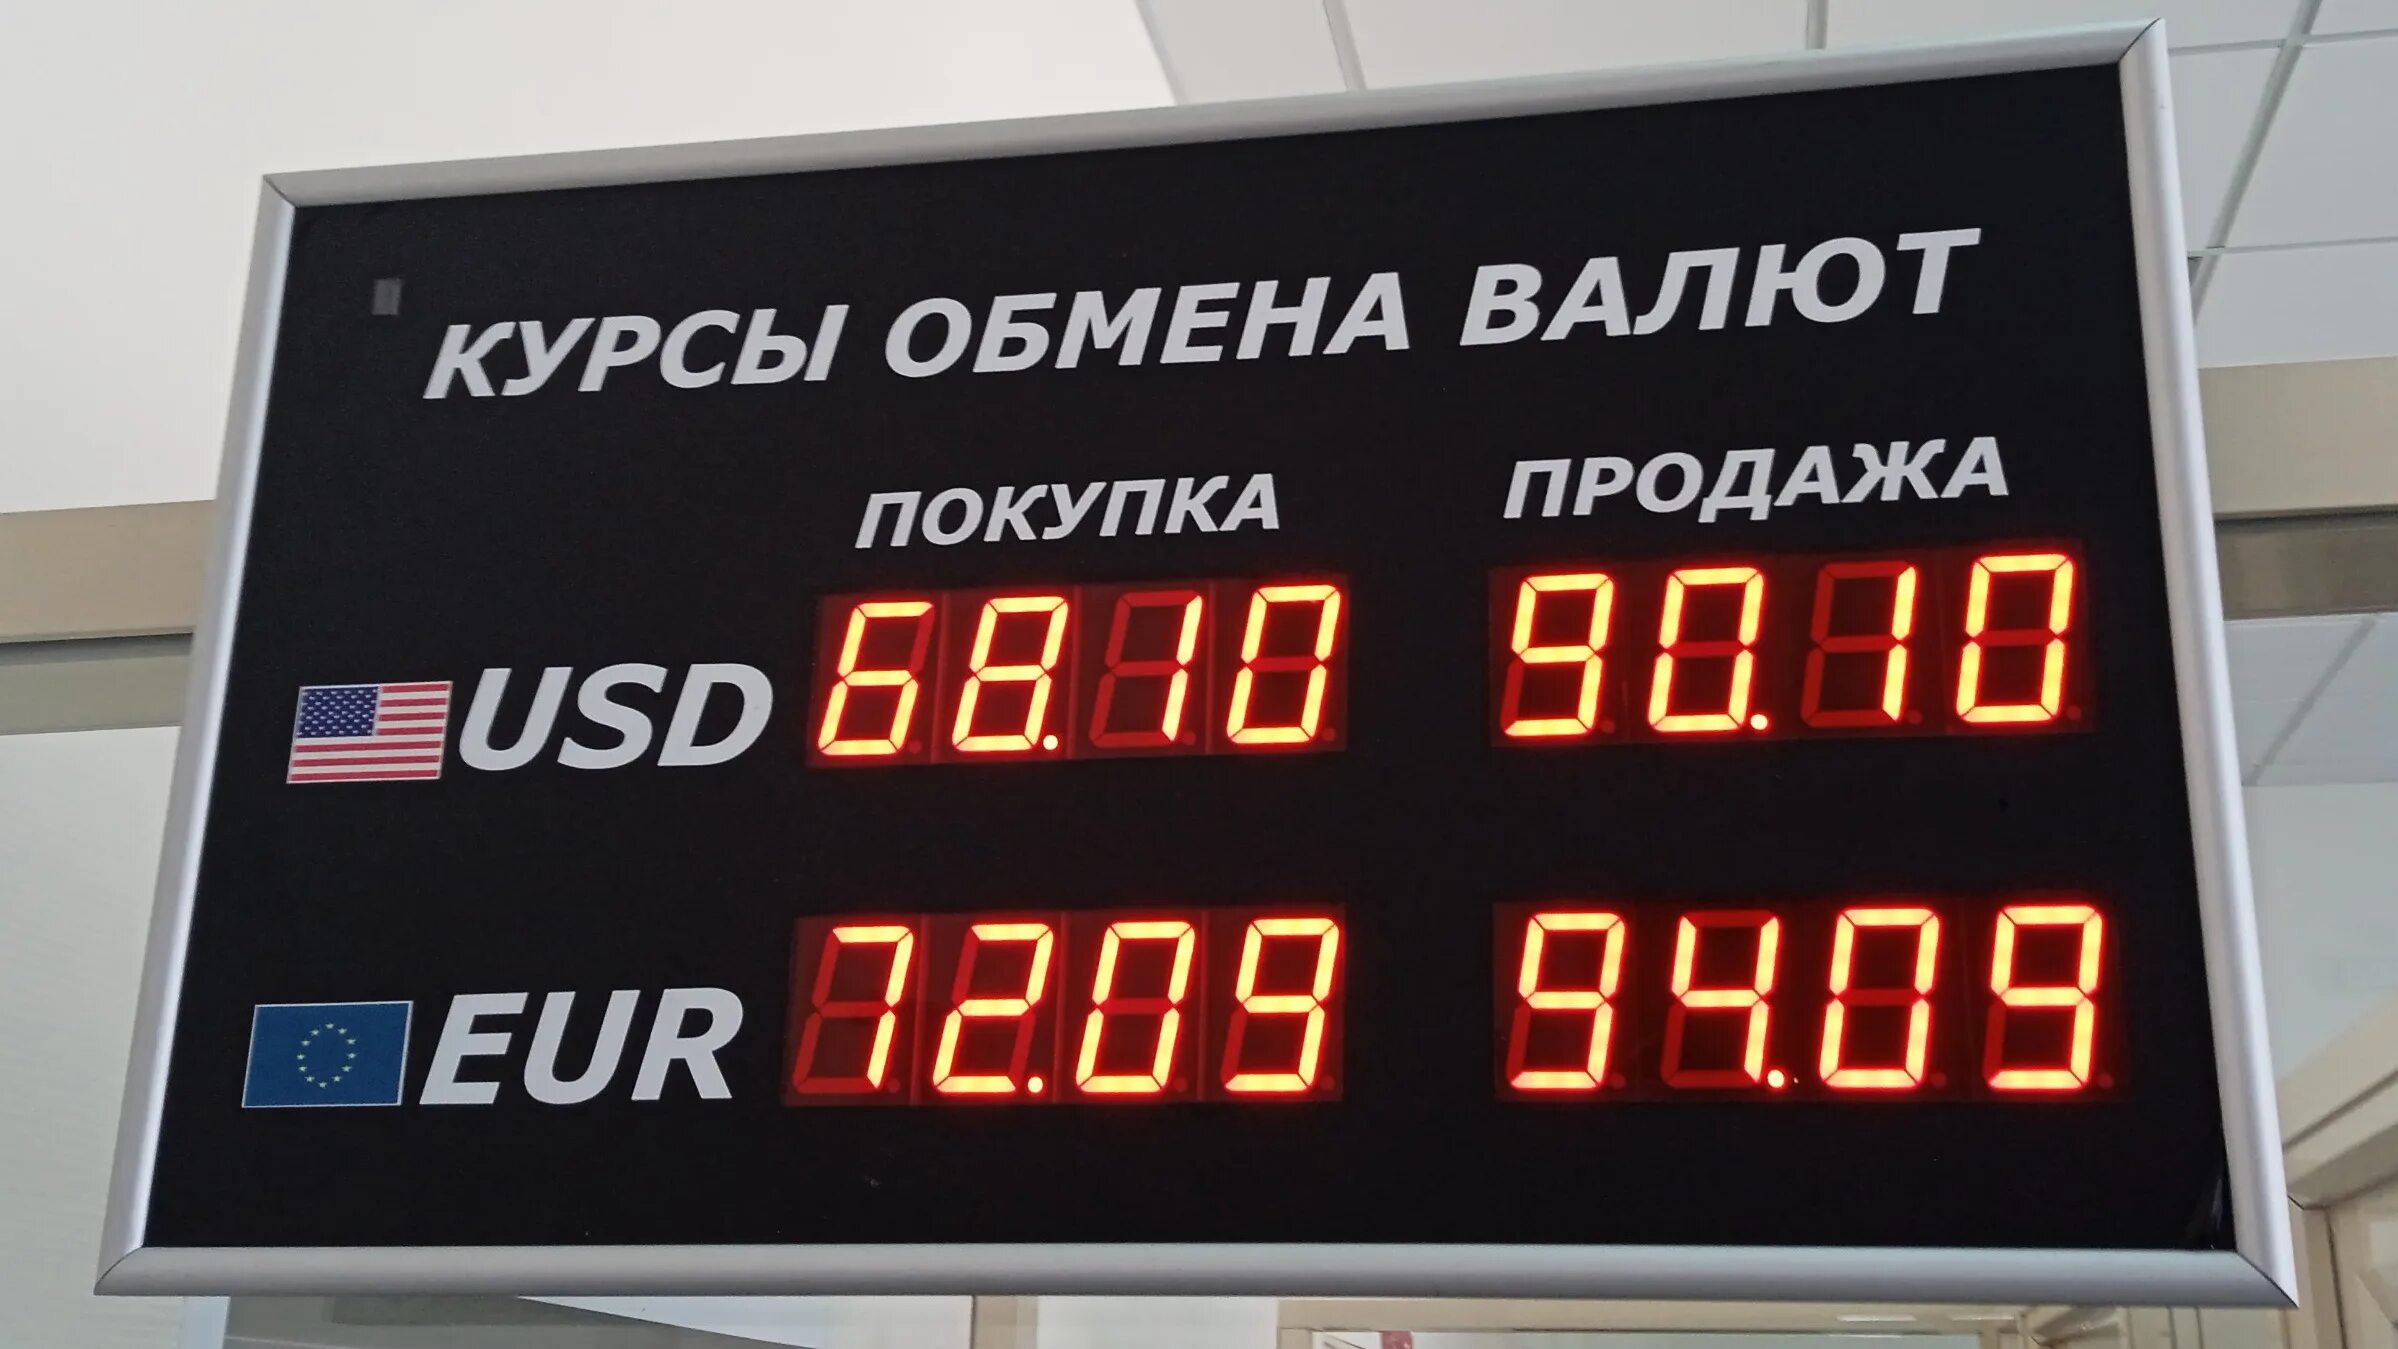 КУРСЫ ОБМЕНА ВАЛЮТ
ПОКУПКА ПРОДАЖА
USD 68.10 90.10
EUR 72.09 94.09